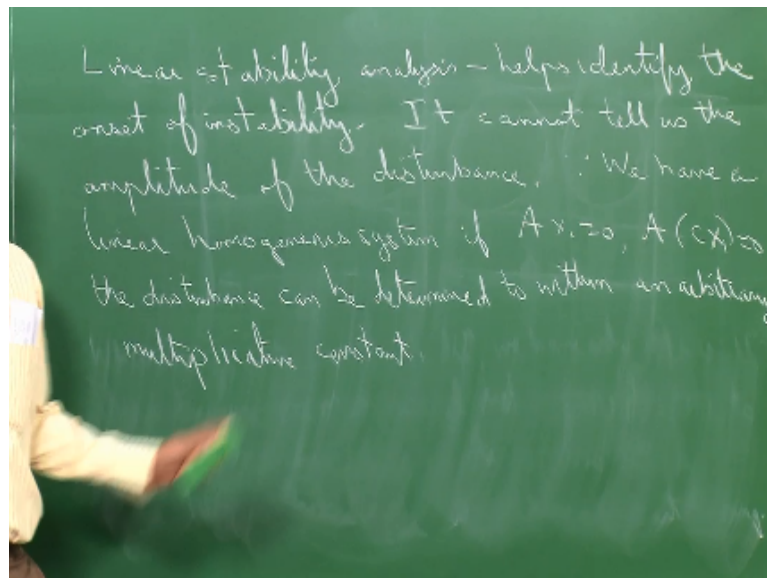 Linear stability analysis - helps identify the
onset of instability. It cannot tell us the
amplitude of the disturbance. ∵ We have a
linear homogeneous system if Ax=0, A(cx)=0
the disturbance can be determined to within an arbitrary
multiplicative constant.